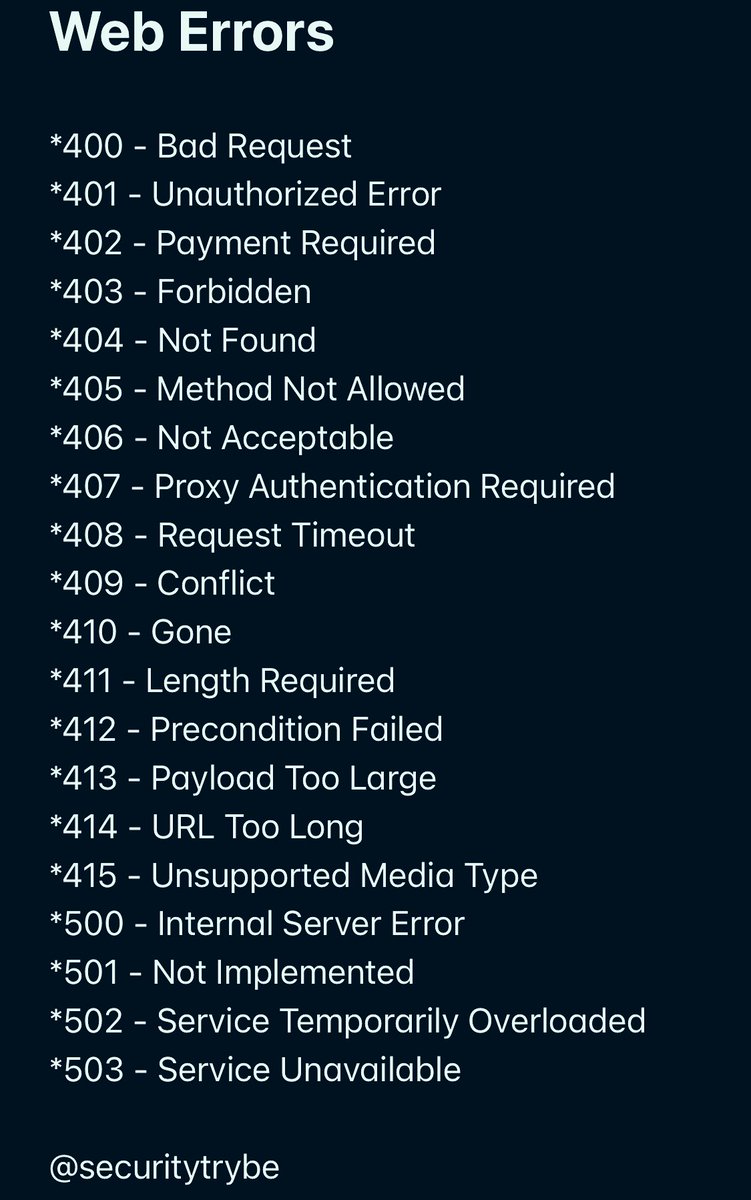 Web Errors
*400 - Bad Request
*401 - Unauthorized Error
*402 - Payment Required
*403 - Forbidden
*404 - Not Found
*405 - Method Not Allowed
*406 - Not Acceptable
*407 - Proxy Authentication Required
*408 - Request Timeout
*409 - Conflict
*410 - Gone
*411 - Length Required
*412 - Precondition Failed
*413 - Payload Too Large
*414 - URL Too Long
*415 - Unsupported Media Type
*500 - Internal Server Error
*501 - Not Implemented
*502 - Service Temporarily Overloaded
*503 - Service Unavailable
@securitytrybe